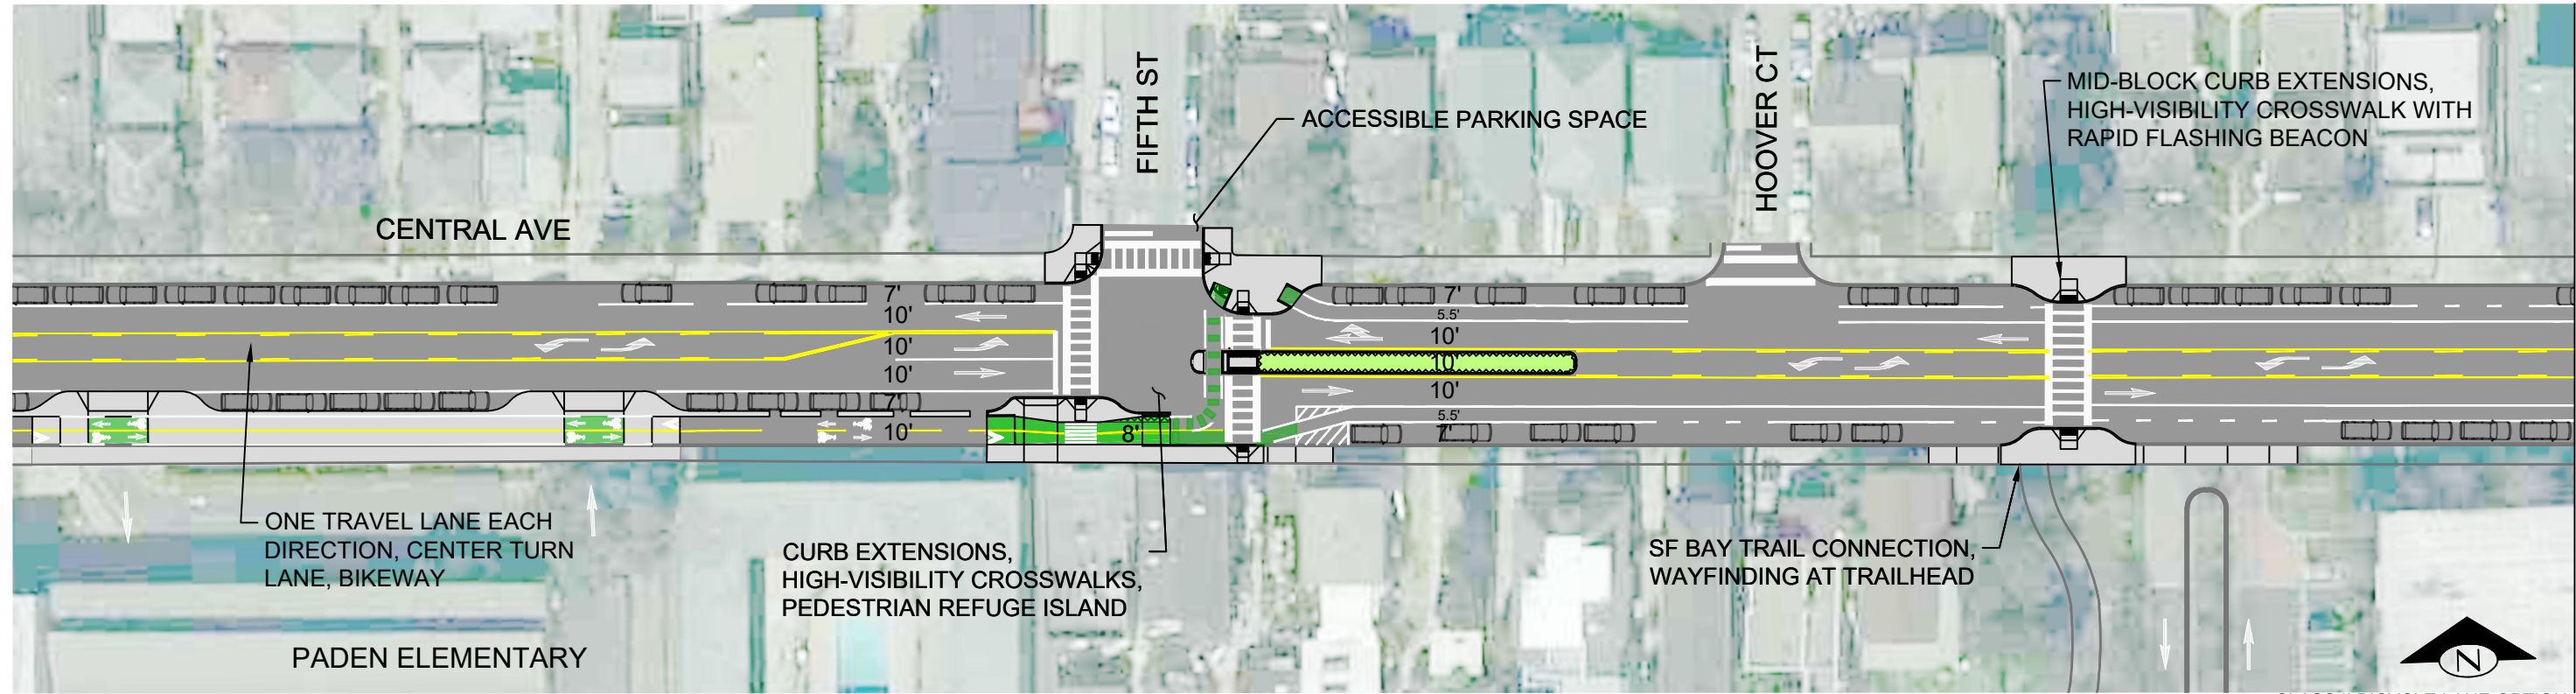 FIFTH ST
HOOVER CT
ACCESSIBLE PARKING SPACE
MID-BLOCK CURB EXTENSIONS,
HIGH-VISIBILITY CROSSWALK WITH
RAPID FLASHING BEACON
CENTRAL AVE
7'
10'
10'
10'
7'
10'
8'
7'
5.5'
10'
10'
10'
5.5'
7'
ONE TRAVEL LANE EACH
DIRECTION, CENTER TURN
LANE, BIKEWAY
CURB EXTENSIONS,
HIGH-VISIBILITY CROSSWALKS,
PEDESTRIAN REFUGE ISLAND
SF BAY TRAIL CONNECTION,
WAYFINDING AT TRAILHEAD
PADEN ELEMENTARY
N